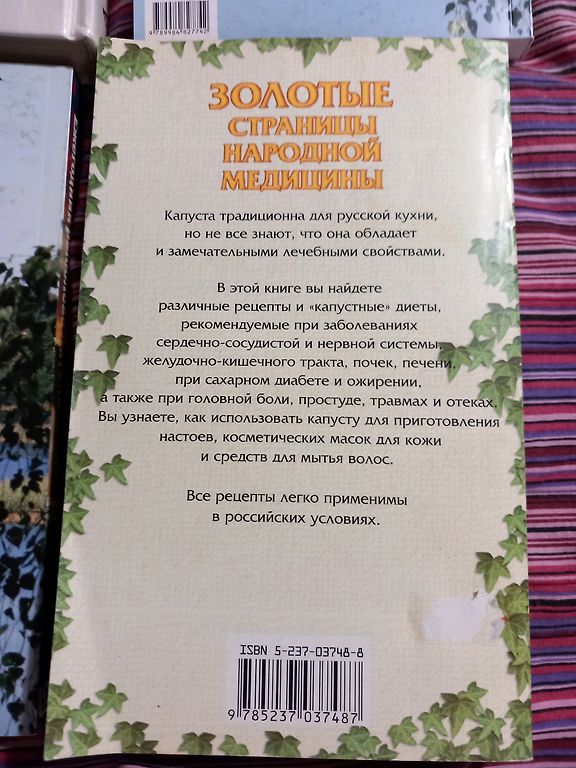 9789984827742
ЗОЛОТЫЕ
СТРАНИЦЫ
НАРОДНОЙ
МЕДИЦИНЫ
Капуста традиционна для русской кухни,
но не все знают, что она обладает
и замечательными лечебными свойствами.
В этой книге вы найдете
различные рецепты и «капустные» диеты,
рекомендуемые при заболеваниях
сердечно-сосудистой и нервной системы,
желудочно-кишечного тракта, почек, печени,
при сахарном диабете и ожирении,
а также при головной боли, простуде, травмах и отеках.
Вы узнаете, как использовать капусту для приготовления
настоев, косметических масок для кожи
и средств для мытья волос.
Все рецепты легко применимы
в российских условиях.
ISBN 5-237-03748-8
9 785237 037487